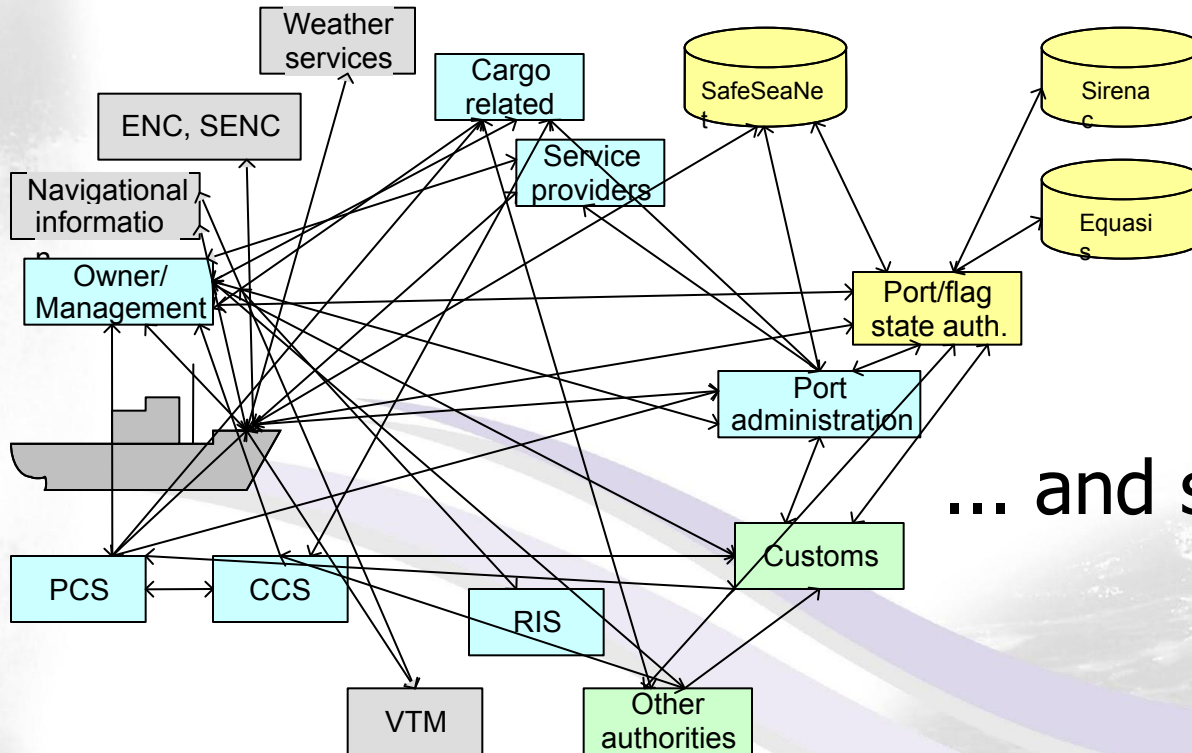 Weather
services
Cargo
related
SafeSeaNe
t
Sirena
c
ENC, SENC
Service
providers
Navigational
informatio
n
Equasi
s
Owner/
Management
Port/flag
state auth.
Port
administration
... and s
Customs
PCS
CCS
RIS
VTM
Other
authorities